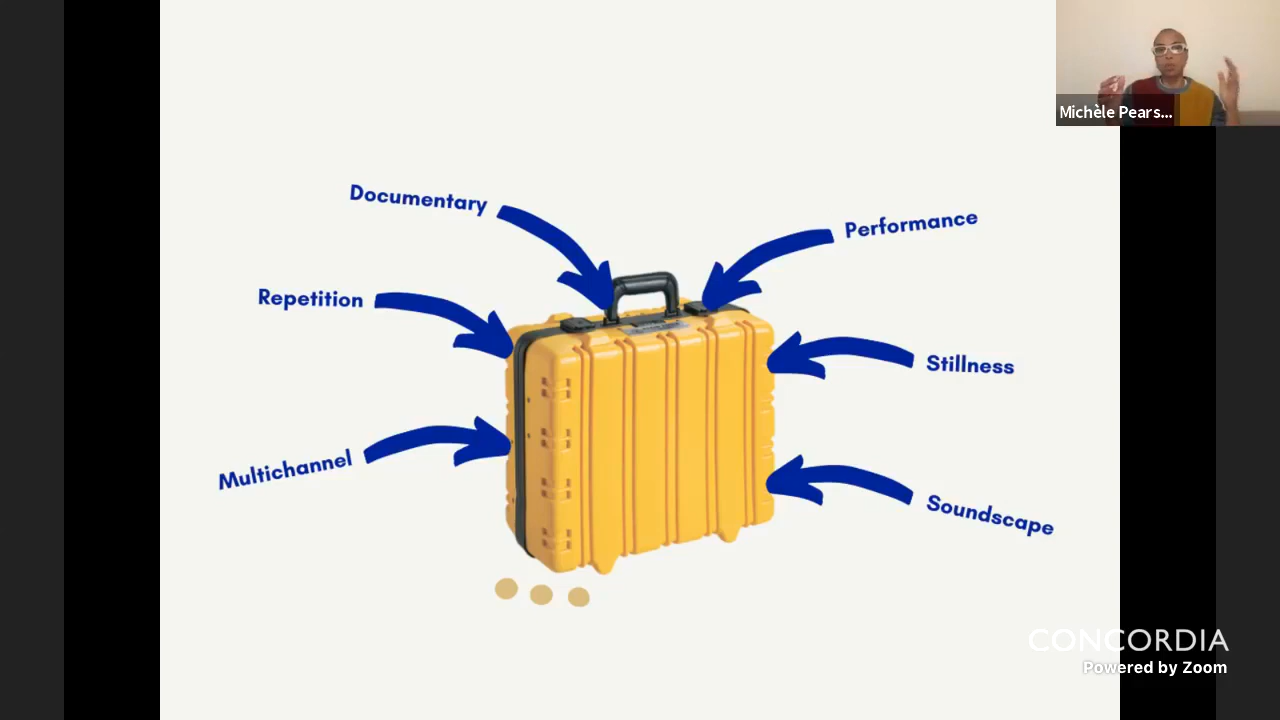 Michèle Pears...
Documentary
Performance
Repetition
Stillness
Multichannel
Soundscape
CONCORDIA
Powered by Zoom